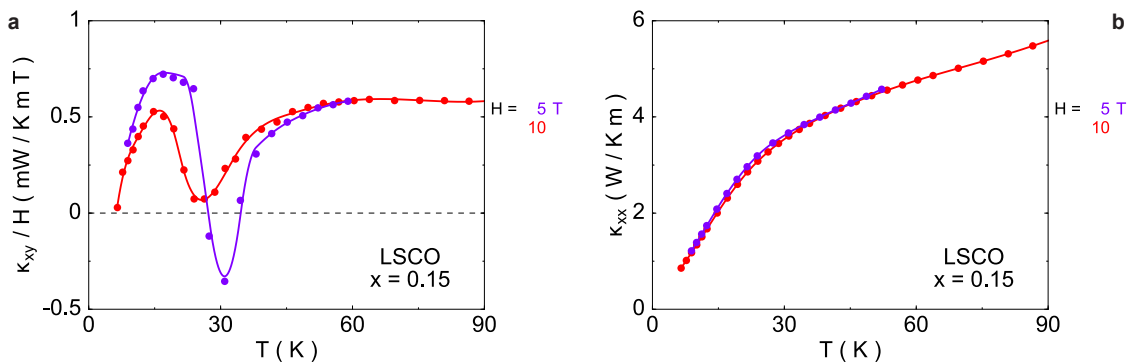 a
κxy / H ( mW / K m T )
1
0.5
0
-0.5
0
30
60
90
T ( K )
LSCO
x = 0.15
H = 5 T
10
b
κxx ( W / K m )
6
4
2
0
0
30
60
90
T ( K )
LSCO
x = 0.15
H = 5 T
10